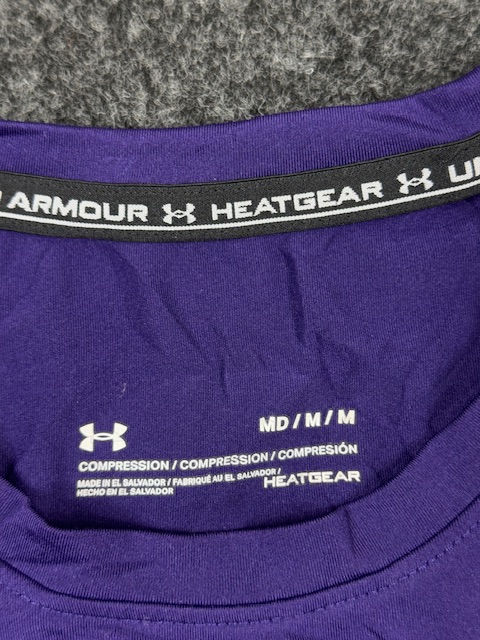 ARMOUR HEATGEAR
MD / M / M
COMPRESSION / COMPRESSION / COMPRESIÓN
MADE IN EL SALVADOR / FABRIQUÉ AU EL SALVADOR /
HECHO EN EL SALVADOR
HEATGEAR